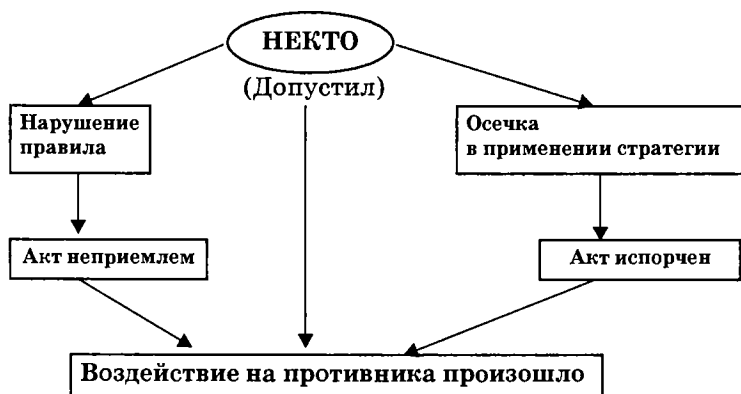 НЕКТО
(Допустил)
Нарушение
правила
Осечка
в применении стратегии
Акт неприемлем
Акт испорчен
Воздействие на противника произошло